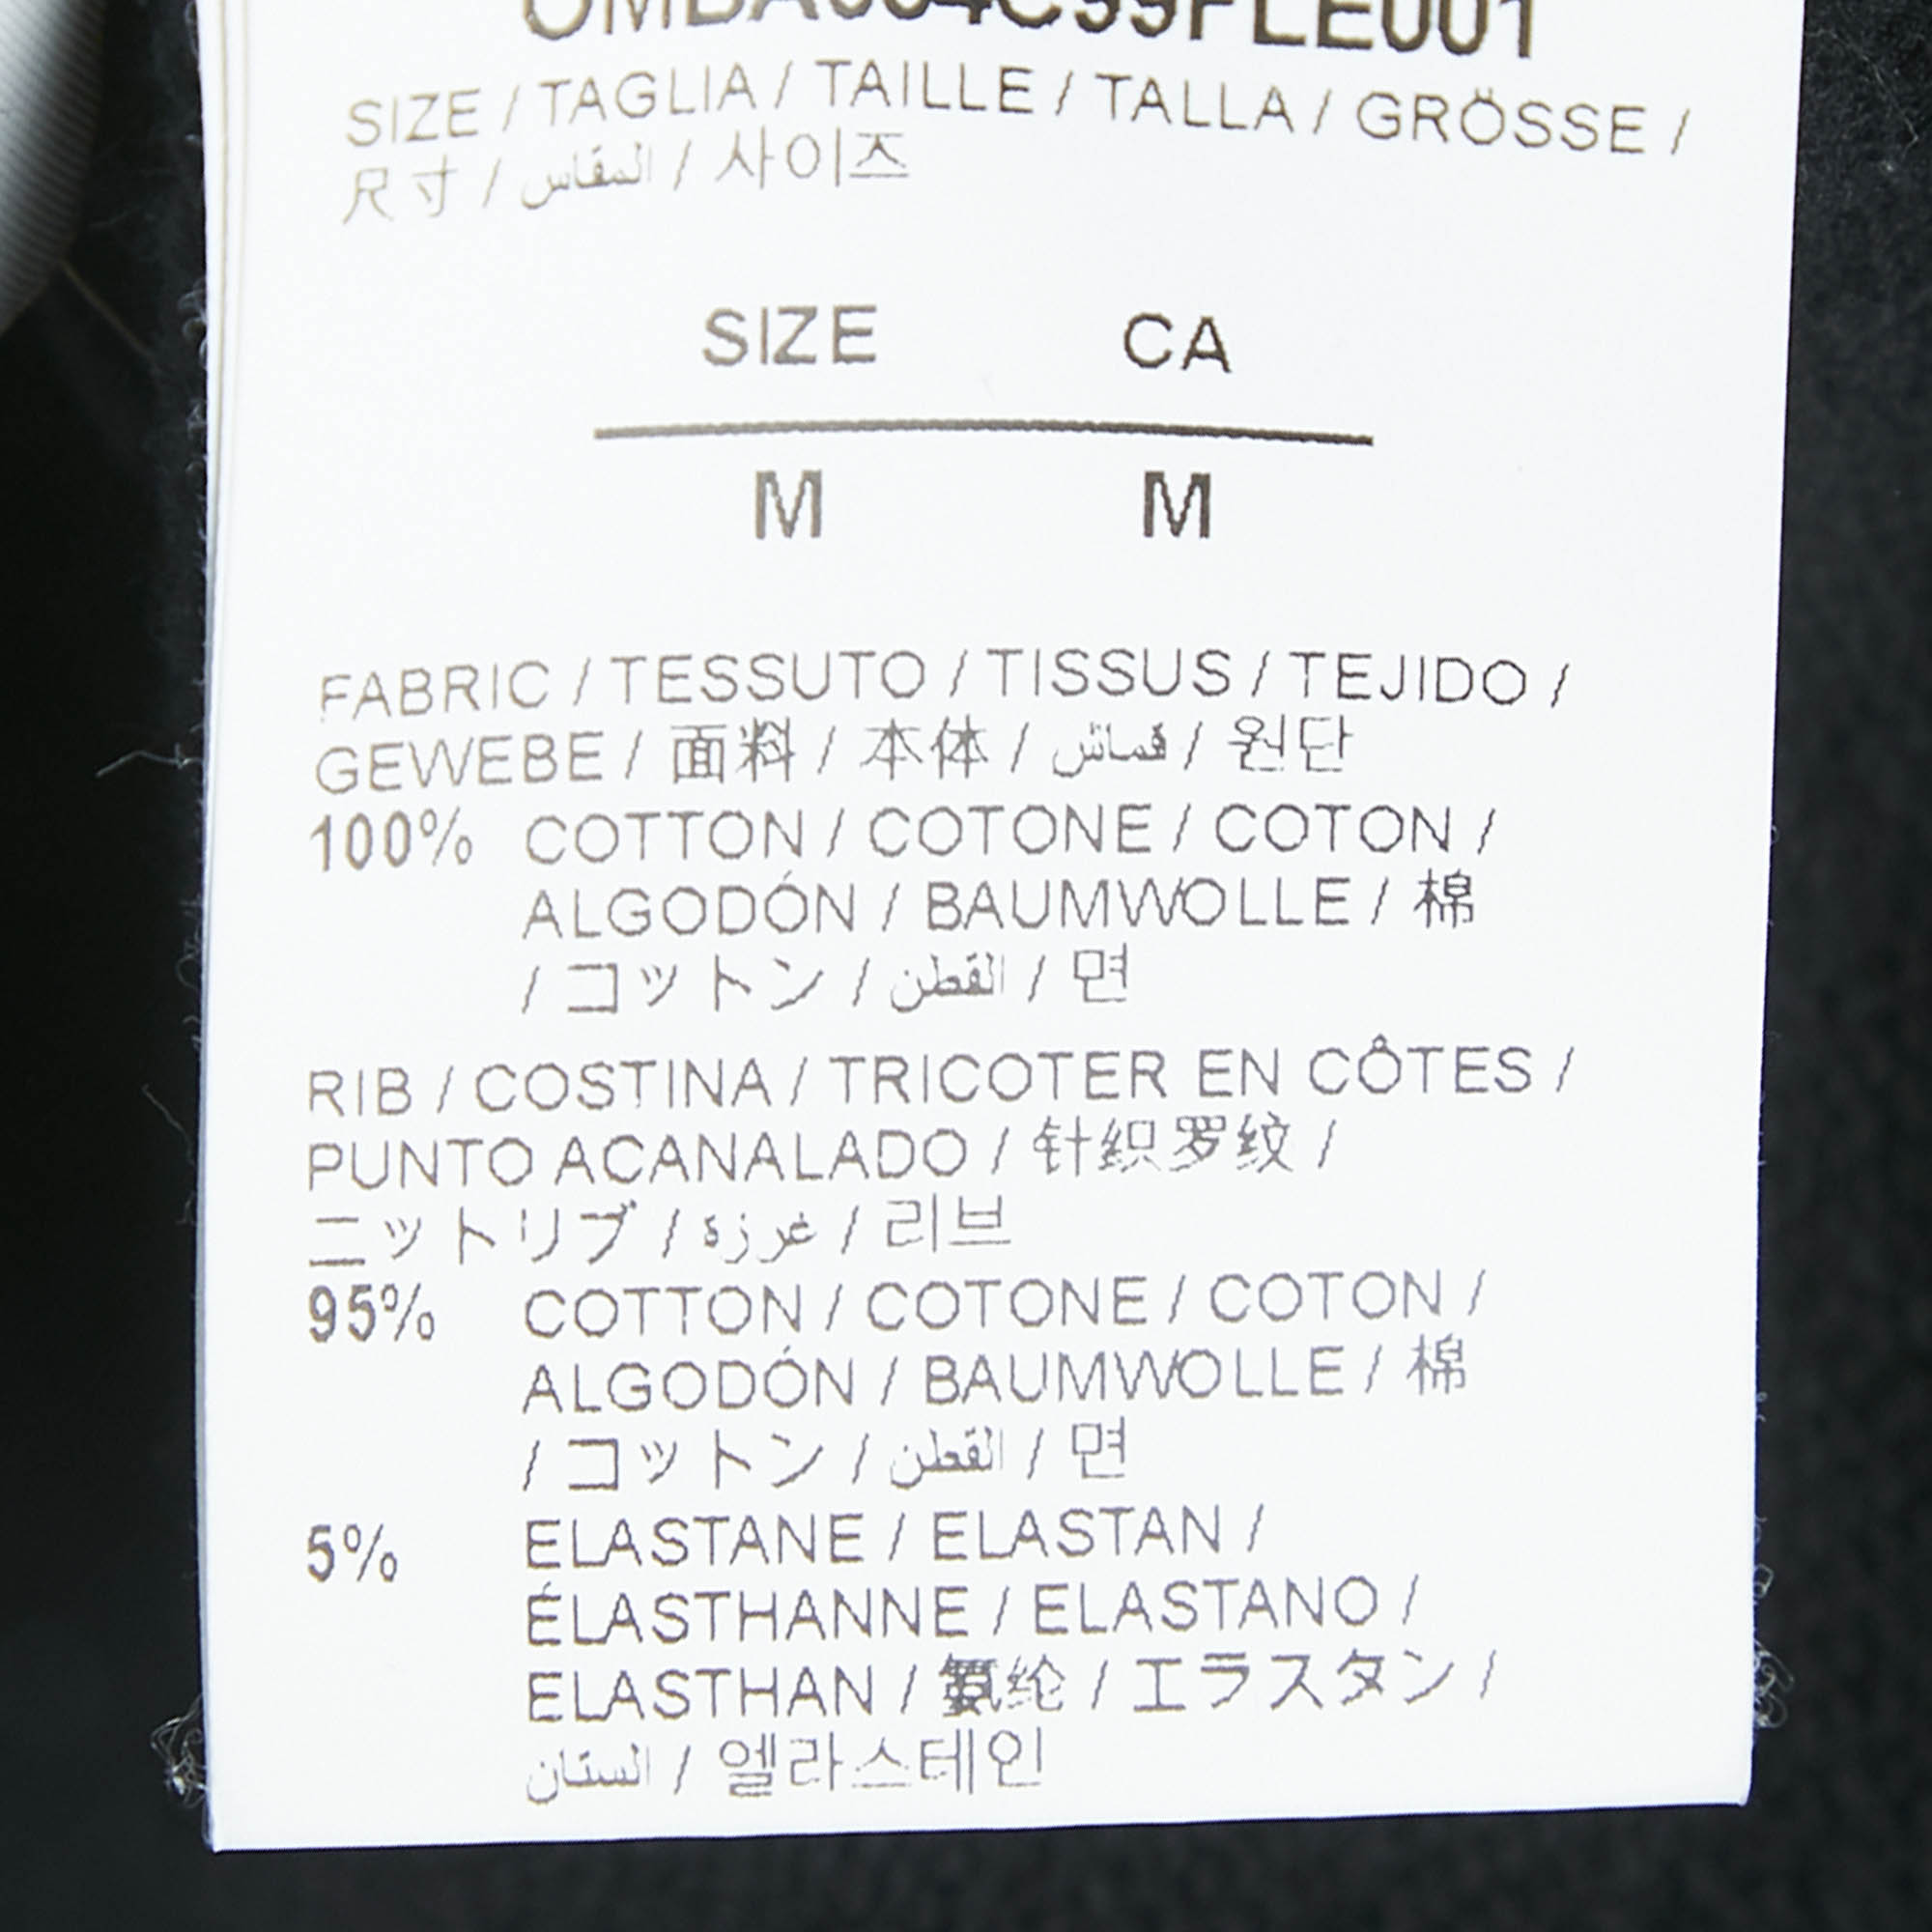 SIZE / TAGLIA / TAILLE / TALLA / GRÖSSE /
尺寸 / المقاس / 사이즈
SIZE CA
M M
FABRIC / TESSUTO / TISSUS / TEJIDO /
GEWEBE / 面料 / 本体 / قماش / 원단
100% COTTON / COTONE / COTON /
ALGODÓN / BAUMWOLLE / 棉
/ コットン / القطن / 면
RIB / COSTINA / TRICOTER EN CÔTES /
PUNTO ACANALADO / 针织罗纹 /
ニットリブ / غرزة / 리브
95% COTTON / COTONE / COTON /
ALGODÓN / BAUMWOLLE / 棉
/ コットン / القطن / 면
5% ELASTANE / ELASTAN /
ÉLASTHANNE / ELASTANO /
ELASTHAN / 氨纶 / エラスタン /
الستان / 엘라스테인